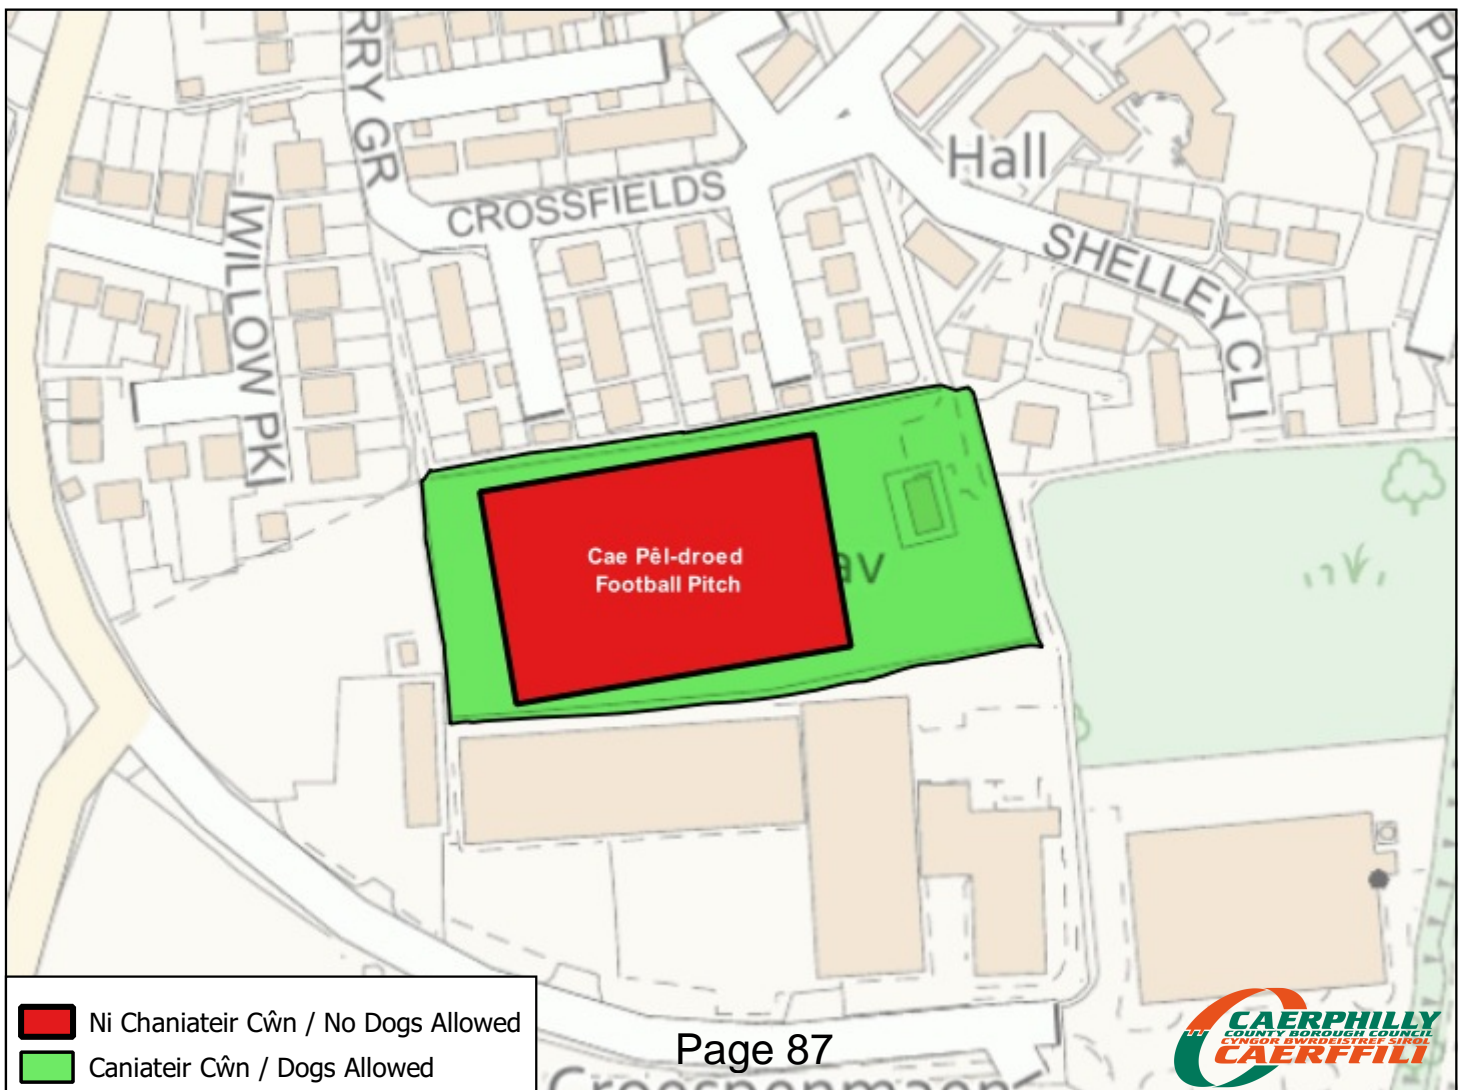 RRY GR
Hall
CROSSFIELDS
SHELLEY CL
WILLOW PK
Cae Pêl-droed
Football Pitch
Ni Chaniateir Cŵn / No Dogs Allowed
Caniateir Cŵn / Dogs Allowed
Page 87
CAERPHILLY
COUNTY BOROUGH COUNCIL
CYNGOR BWRDEISTREF SIROL
CAERFFILI